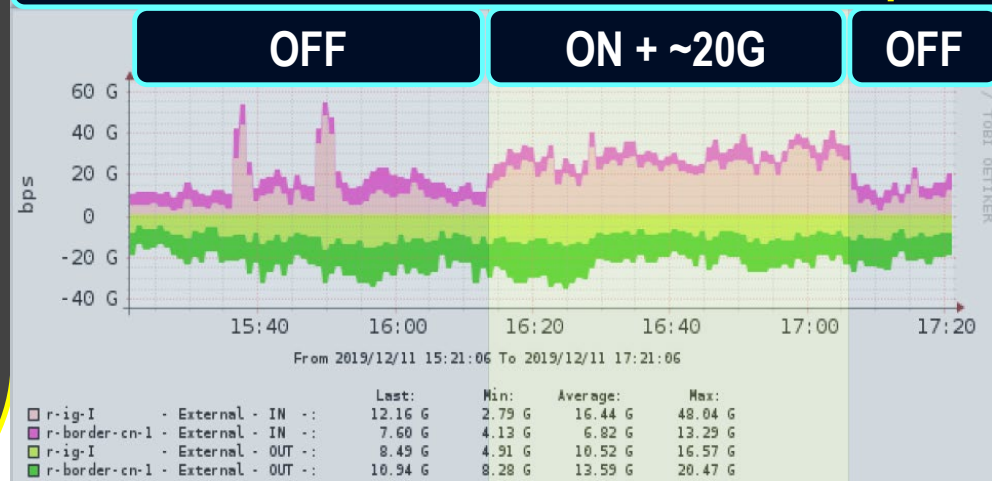 OFF ON + ~20G OFF
60 G
40 G
20 G
0
-20 G
-40 G
bps
/ TOBI OETIKER
15:40 16:00 16:20 16:40 17:00 17:20
From 2019/12/11 15:21:06 To 2019/12/11 17:21:06
Last: Min: Average: Max:
r-ig-I - External - IN -: 12.16 G 2.79 G 16.44 G 48.04 G
r-border-cn-1 - External - IN -: 7.60 G 4.13 G 6.82 G 13.29 G
r-ig-I - External - OUT -: 8.49 G 4.91 G 10.52 G 16.57 G
r-border-cn-1 - External - OUT -: 10.94 G 8.28 G 13.59 G 20.47 G